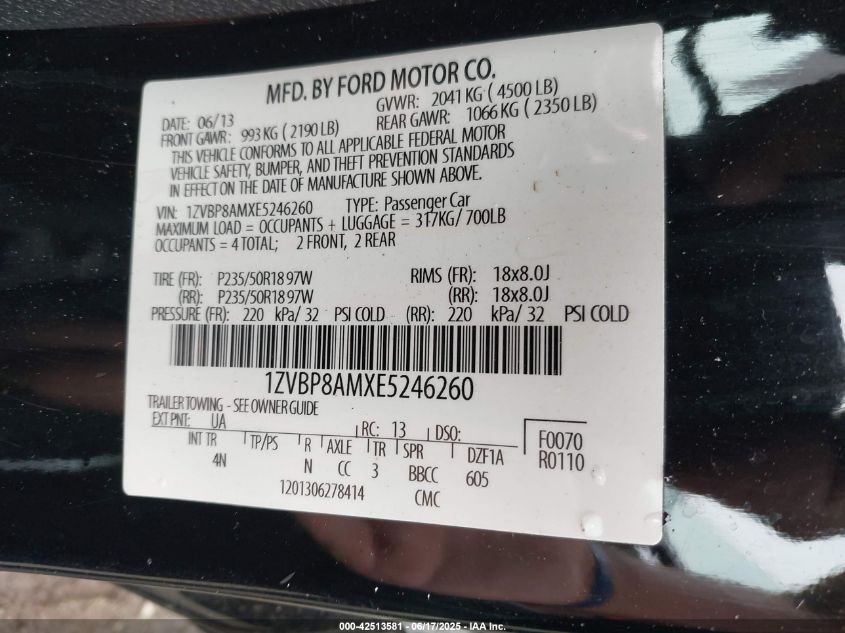 MFD. BY FORD MOTOR CO.
DATE: 06/13 GVWR: 2041 KG ( 4500 LB)
FRONT GAWR: 993 KG ( 2190 LB) REAR GAWR: 1066 KG ( 2350 LB)
THIS VEHICLE CONFORMS TO ALL APPLICABLE FEDERAL MOTOR
VEHICLE SAFETY, BUMPER, AND THEFT PREVENTION STANDARDS
IN EFFECT ON THE DATE OF MANUFACTURE SHOWN ABOVE.
VIN: 1ZVBP8AMXE5246260 TYPE: Passenger Car
MAXIMUM LOAD = OCCUPANTS + LUGGAGE = 317KG/ 700LB
OCCUPANTS = 4 TOTAL; 2 FRONT, 2 REAR
TIRE (FR): P235/50R18 97W RIMS (FR): 18x8.0J
(RR): P235/50R18 97W (RR): 18x8.0J
PRESSURE (FR): 220 kPa/ 32 PSI COLD (RR): 220 kPa/ 32 PSI COLD
1ZVBP8AMXE5246260
TRAILER TOWING - SEE OWNER GUIDE
EXT PNT: UA RC: 13 DSO: F0070
INT TR TP/PS R AXLE TR SPR DZF1A R0110
4N N CC 3 BBCC 605
1201306278414 CMC
000-42513581 - 06/17/2025 - IAA Inc.